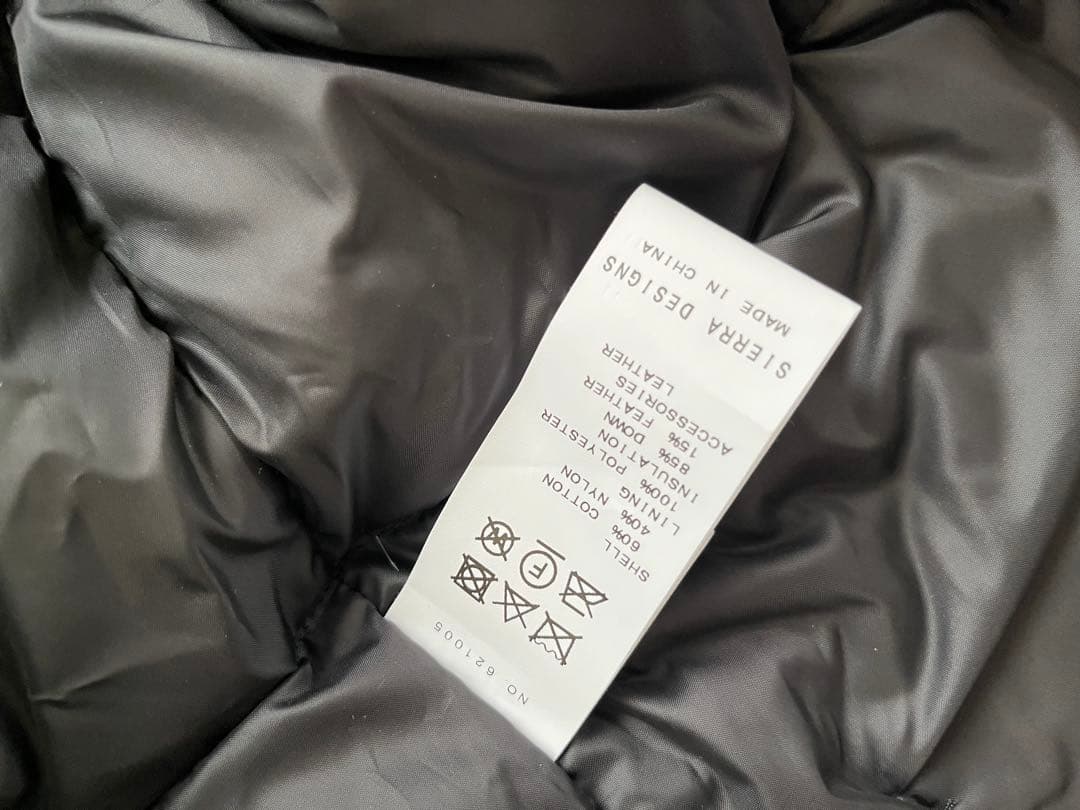 NO 621005
F
W
SHELL
60% COTTON
40% NYLON
LINING
100% POLYESTER
INSULATION
85% DOWN
15% FEATHER
ACCESSORIES
LEATHER
SIERRA DESIGNS
MADE IN CHINA